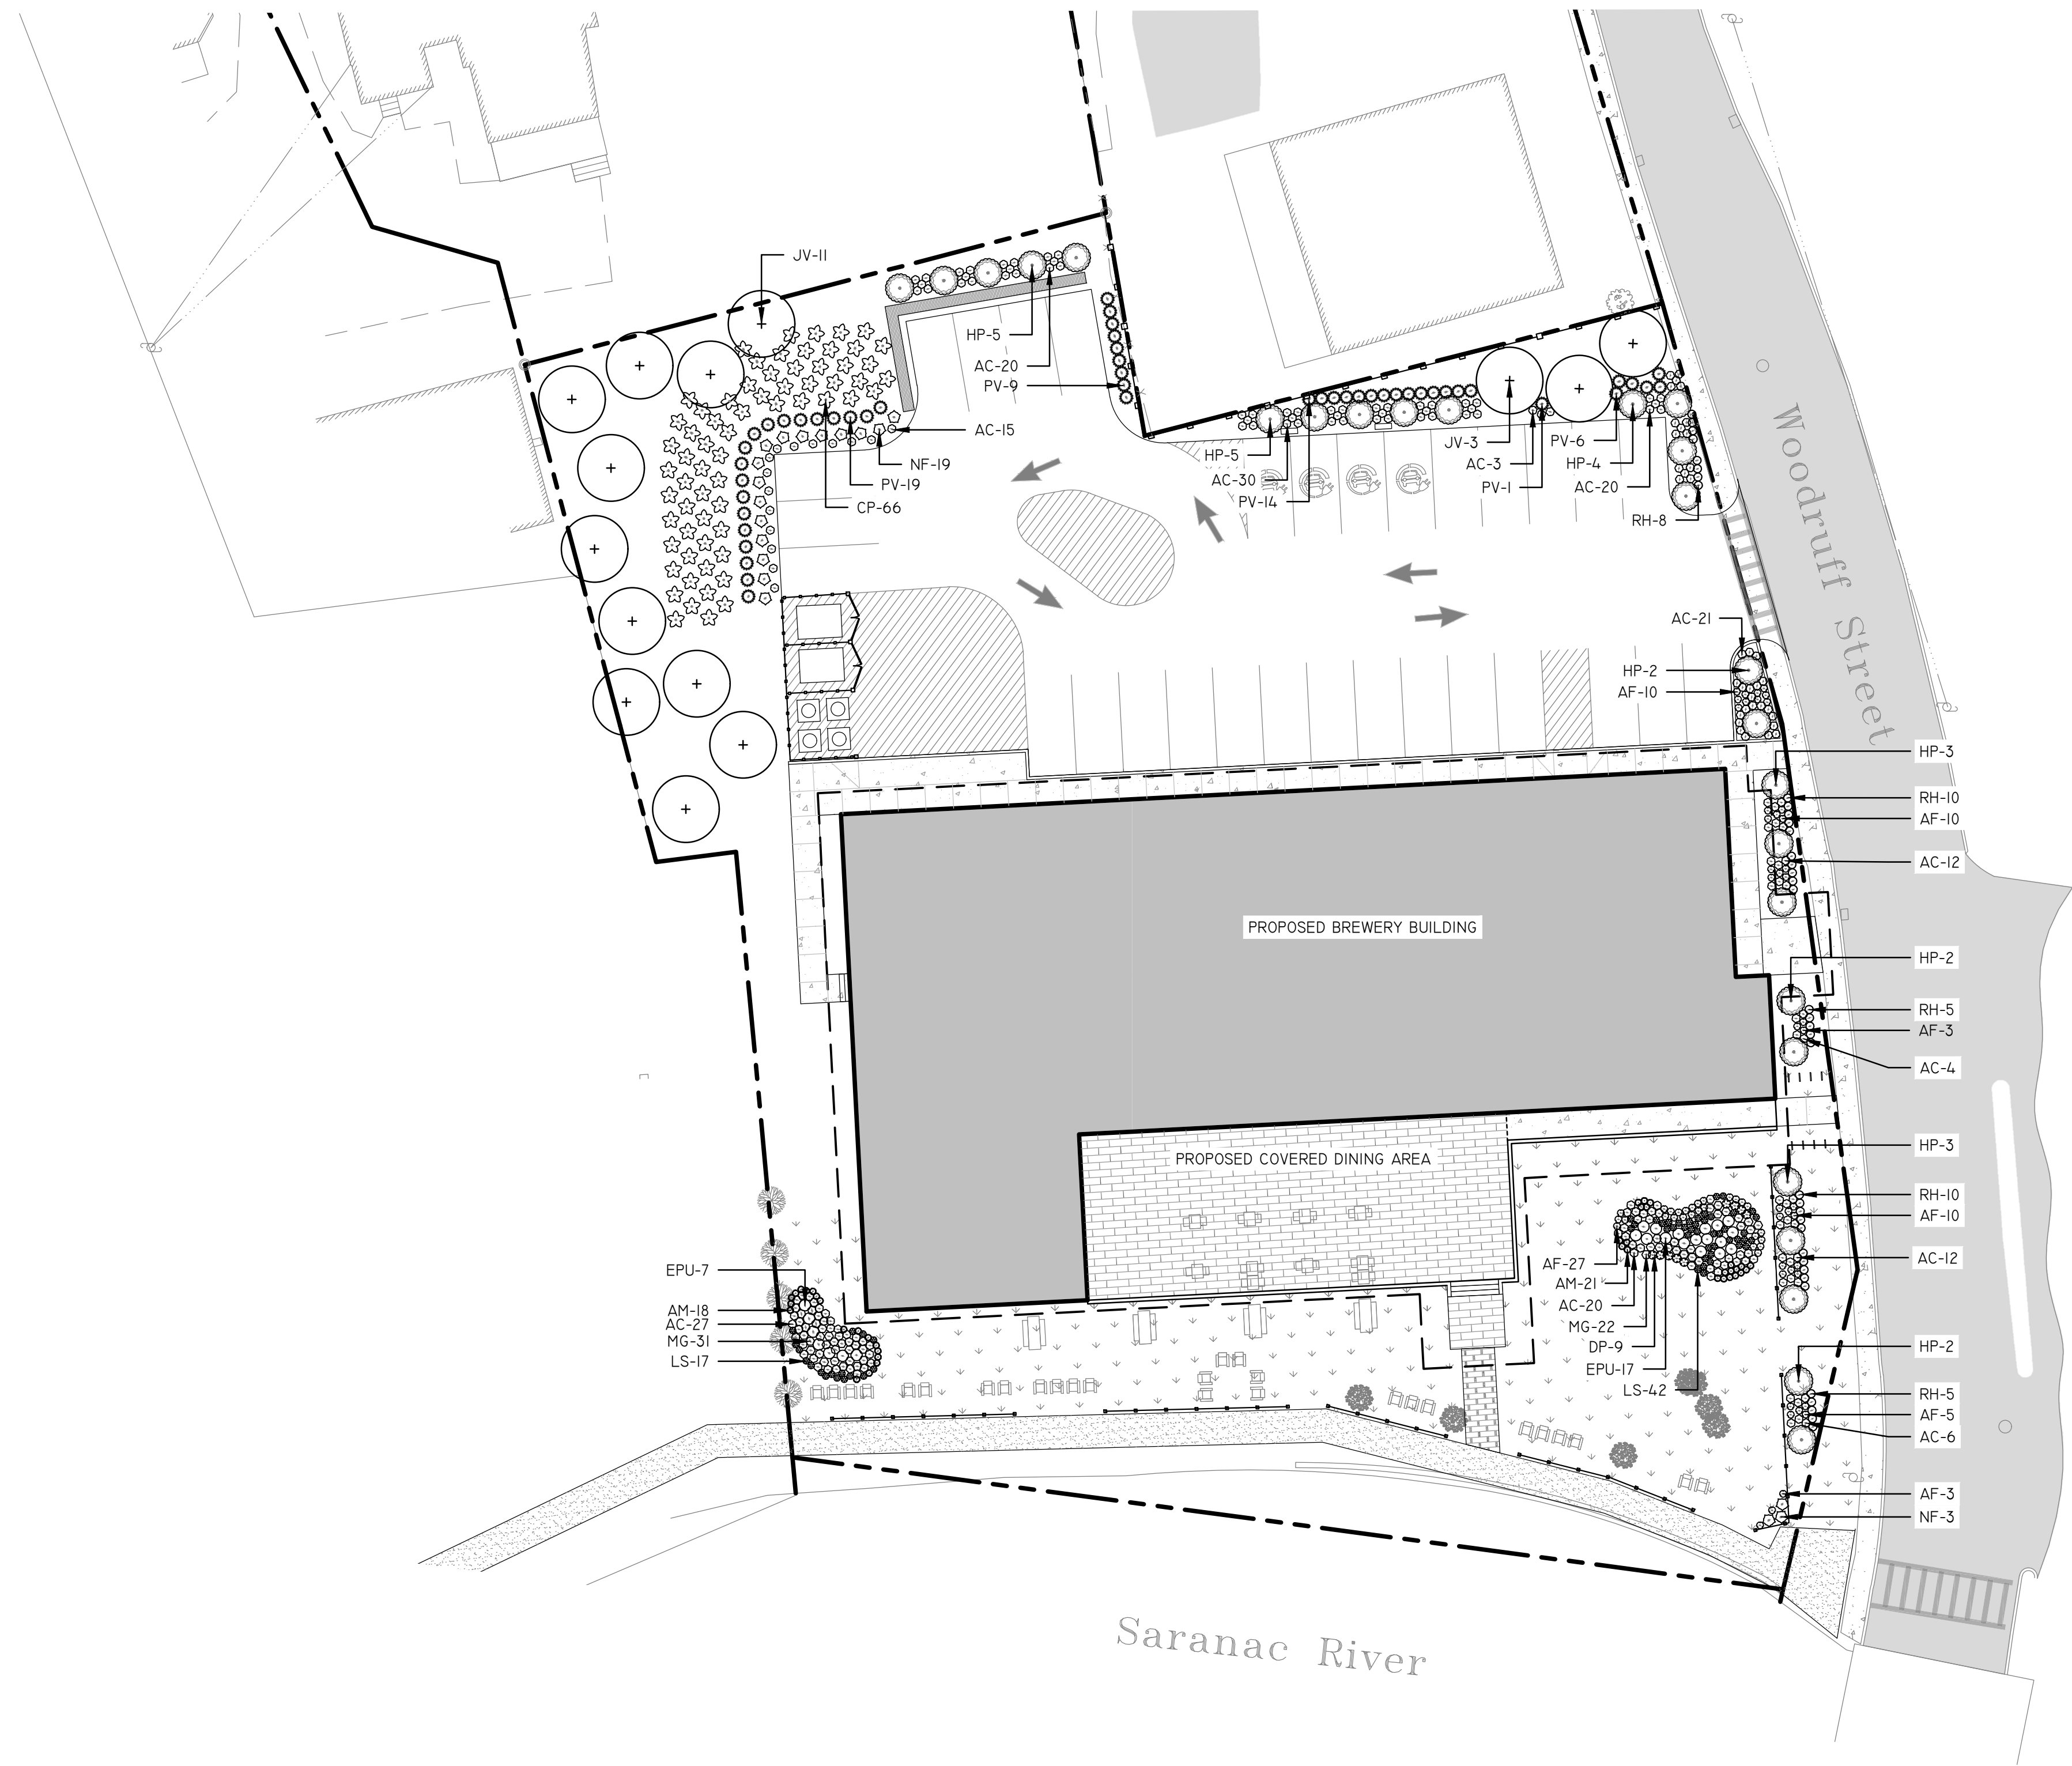 JV-11
HP-5
AC-20
PV-9
AC-15
NF-19
PV-19
CP-66
HP-5
AC-30
PV-14
JV-3
AC-3
PV-1
PV-6
HP-4
AC-20
RH-8
Woodruff Street
AC-21
HP-2
AF-10
HP-3
RH-10
AF-10
AC-12
PROPOSED BREWERY BUILDING
HP-2
RH-5
AF-3
AC-4
PROPOSED COVERED DINING AREA
HP-3
RH-10
AF-10
AC-12
AF-27
AM-21
AC-20
MG-22
DP-9
EPU-17
LS-42
EPU-7
AM-18
AC-27
MG-31
LS-17
HP-2
RH-5
AF-5
AC-6
AF-3
NF-3
Saranac River